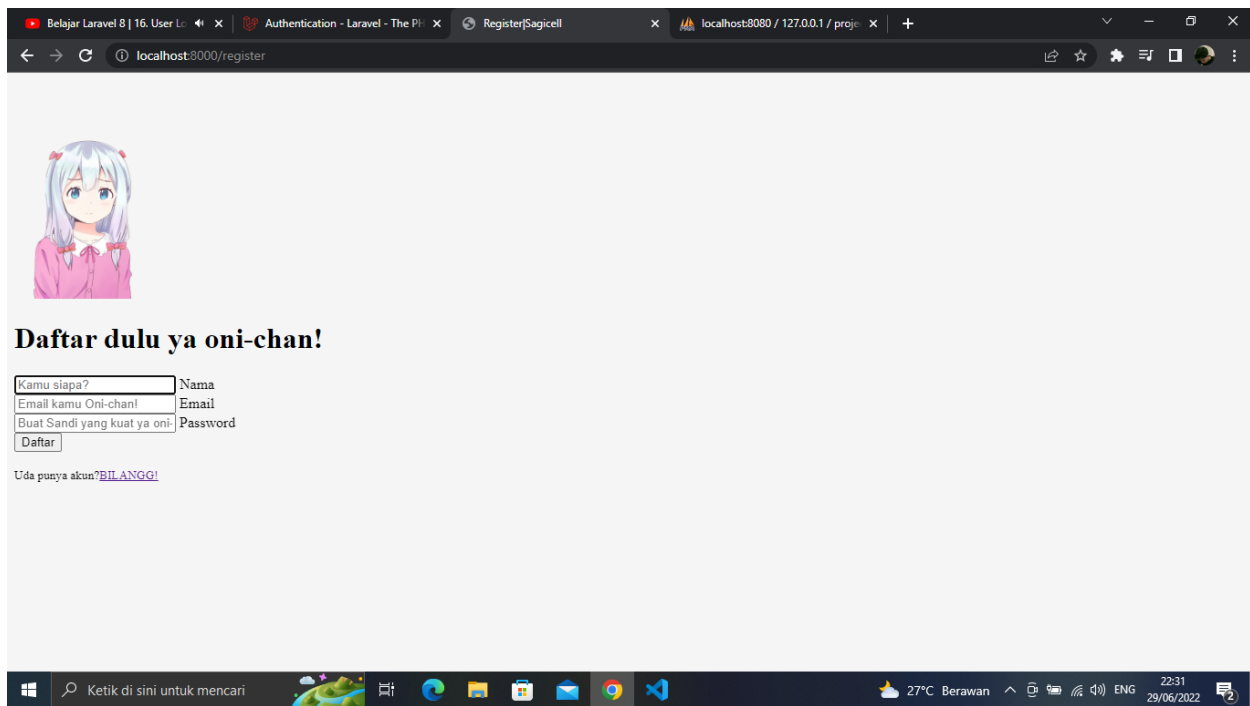 Belajar Laravel 8 | 16. User Lo
Authentication - Laravel - The PH
Register|Sagicell
localhost:8080 / 127.0.0.1 / proje
localhost:8000/register
Daftar dulu ya oni-chan!
Kamu siapa? Nama
Email kamu Oni-chan! Email
Buat Sandi yang kuat ya oni- Password
Daftar
Uda punya akun?BILANGG!
Ketik di sini untuk mencari
27°C Berawan
ENG
22:31
29/06/2022
2